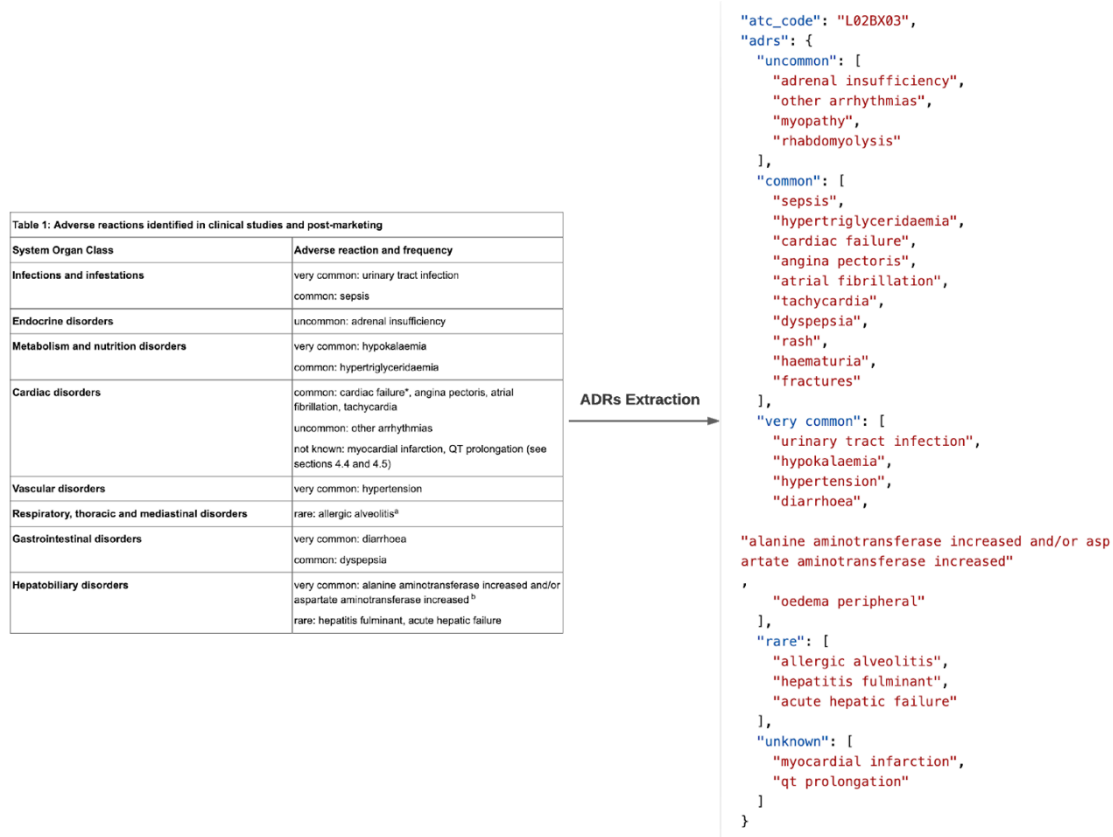 Table 1: Adverse reactions identified in clinical studies and post-marketing
System Organ Class
Adverse reaction and frequency
Infections and infestations
very common: urinary tract infection
common: sepsis
Endocrine disorders
uncommon: adrenal insufficiency
Metabolism and nutrition disorders
very common: hypokalaemia
common: hypertriglyceridaemia
Cardiac disorders
common: cardiac failure*, angina pectoris, atrial
fibrillation, tachycardia
uncommon: other arrhythmias
not known: myocardial infarction, QT prolongation (see
sections 4.4 and 4.5)
Vascular disorders
very common: hypertension
Respiratory, thoracic and mediastinal disorders
rare: allergic alveolitisᵃ
Gastrointestinal disorders
very common: diarrhoea
common: dyspepsia
Hepatobiliary disorders
very common: alanine aminotransferase increased and/or
aspartate aminotransferase increased ᵇ
rare: hepatitis fulminant, acute hepatic failure
ADRs Extraction
"atc_code": "L02BX03",
"adrs": {
"uncommon": [
"adrenal insufficiency",
"other arrhythmias",
"myopathy",
"rhabdomyolysis"
],
"common": [
"sepsis",
"hypertriglyceridaemia",
"cardiac failure",
"angina pectoris",
"atrial fibrillation",
"tachycardia",
"dyspepsia",
"rash",
"haematuria",
"fractures"
],
"very common": [
"urinary tract infection",
"hypokalaemia",
"hypertension",
"diarrhoea",
"alanine aminotransferase increased and/or asp
artate aminotransferase increased"
,
"oedema peripheral"
],
"rare": [
"allergic alveolitis",
"hepatitis fulminant",
"acute hepatic failure"
],
"unknown": [
"myocardial infarction",
"qt prolongation"
]
}